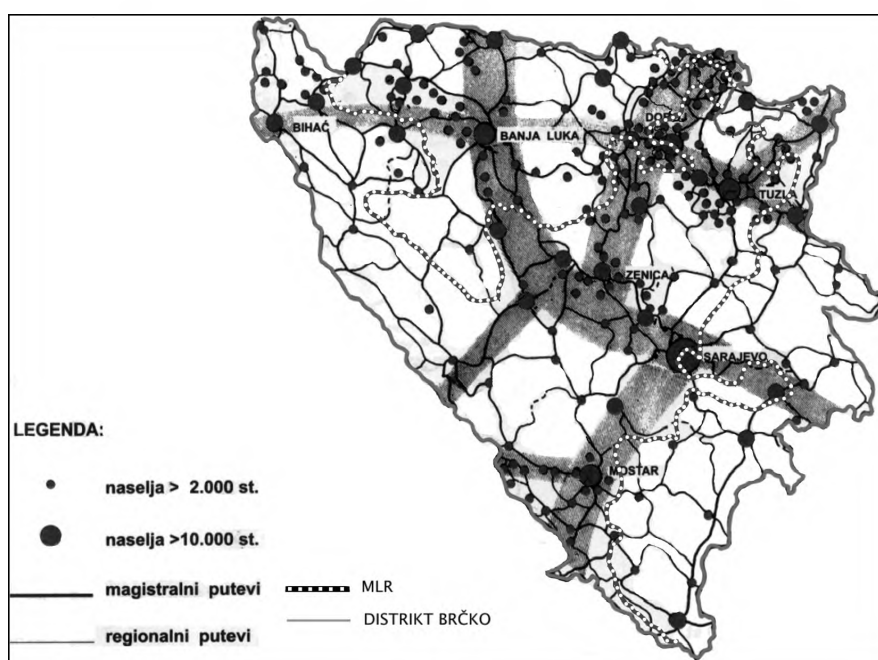 BIHAĆ
BANJA LUKA
DOBOJ
TUZLA
ZENICA
SARAJEVO
MOSTAR
LEGENDA:
naselja > 2.000 st.
naselja >10.000 st.
magistralni putevi
regionalni putevi
MLR
DISTRIKT BRČKO